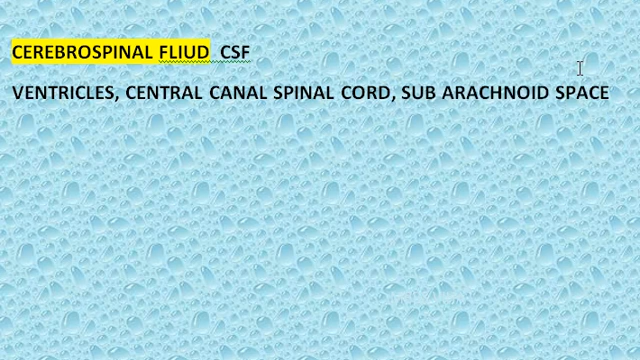 CEREBROSPINAL FLIUD CSF
VENTRICLES, CENTRAL CANAL SPINAL CORD, SUB ARACHNOID SPACE